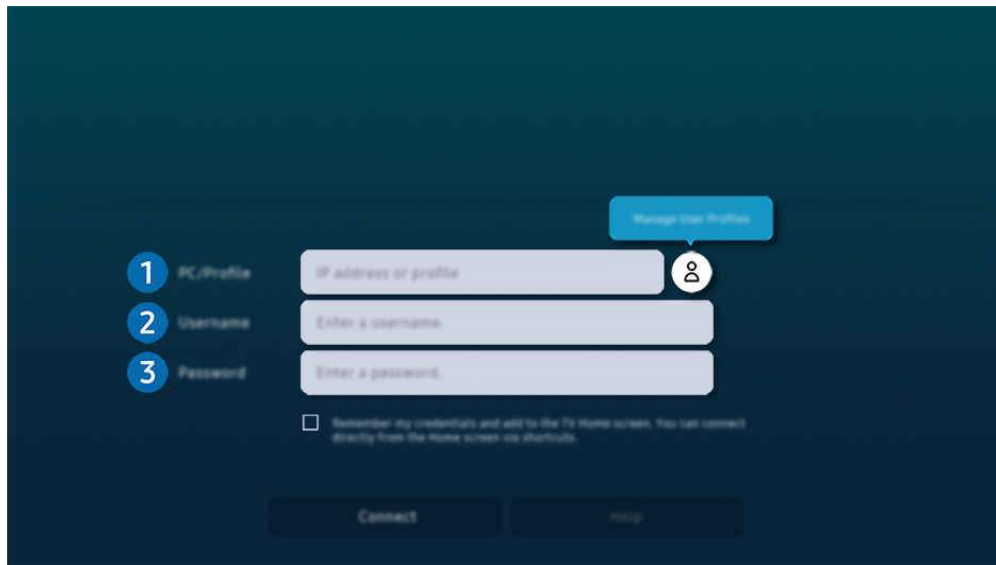 Manage User Profiles
1 PC/Profile IP address or profile
2 Username Enter a username.
3 Password Enter a password.
Remember my credentials and add to the TV Home screen. You can connect
directly from the Home screen via shortcuts.
Connect Help